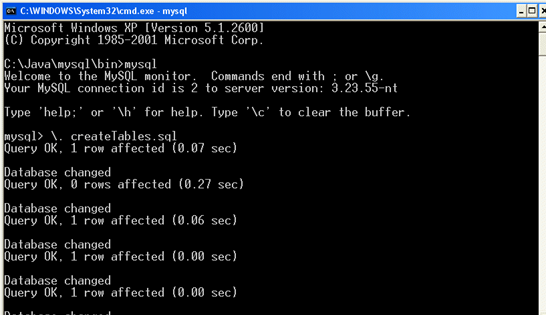 C:\WINDOWS\System32\cmd.exe - mysql
Microsoft Windows XP [Version 5.1.2600]
(C) Copyright 1985-2001 Microsoft Corp.
C:\Java\mysql\bin>mysql
Welcome to the MySQL monitor.  Commands end with ; or \g.
Your MySQL connection id is 2 to server version: 3.23.55-nt
Type 'help;' or '\h' for help. Type '\c' to clear the buffer.
mysql> \. createTables.sql
Query OK, 1 row affected (0.07 sec)
Database changed
Query OK, 0 rows affected (0.27 sec)
Database changed
Query OK, 1 row affected (0.06 sec)
Database changed
Query OK, 1 row affected (0.00 sec)
Database changed
Query OK, 1 row affected (0.00 sec)
Database changed